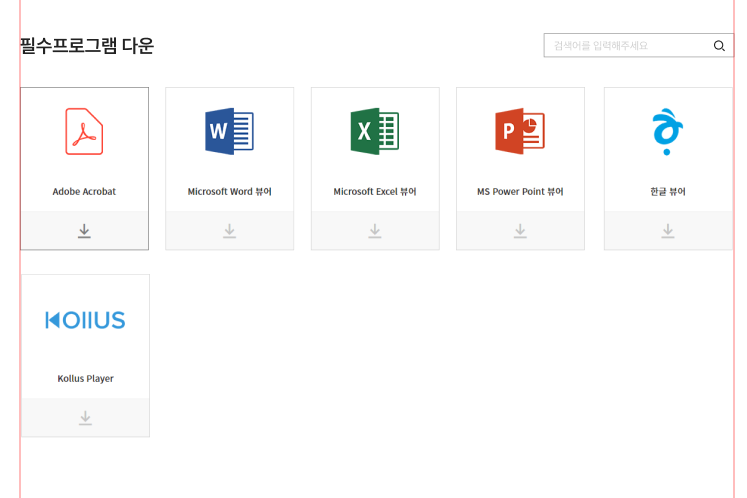 필수프로그램 다운
검색어를 입력해주세요
Adobe Acrobat
W
Microsoft Word 뷰어
X
Microsoft Excel 뷰어
P
MS Power Point 뷰어
한글 뷰어
KOLLUS
Kollus Player